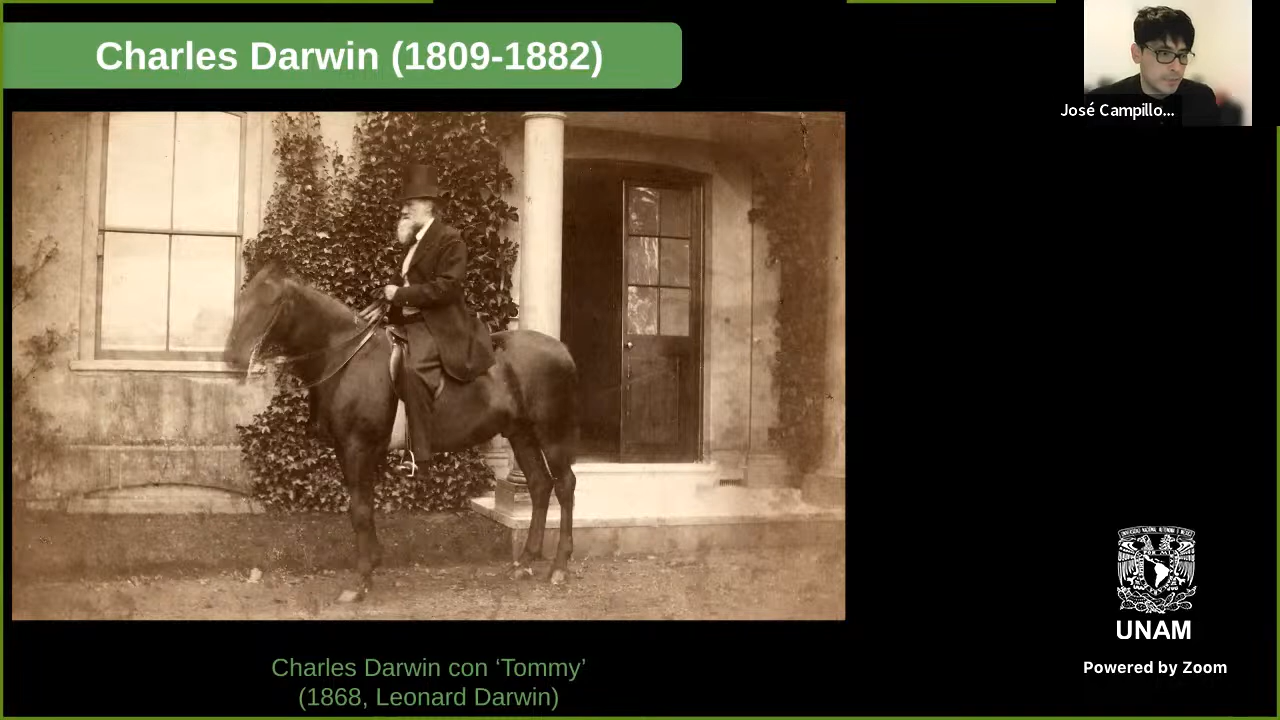 Charles Darwin (1809-1882)
José Campillo...
Charles Darwin con ‘Tommy’
(1868, Leonard Darwin)
UNAM
Powered by Zoom